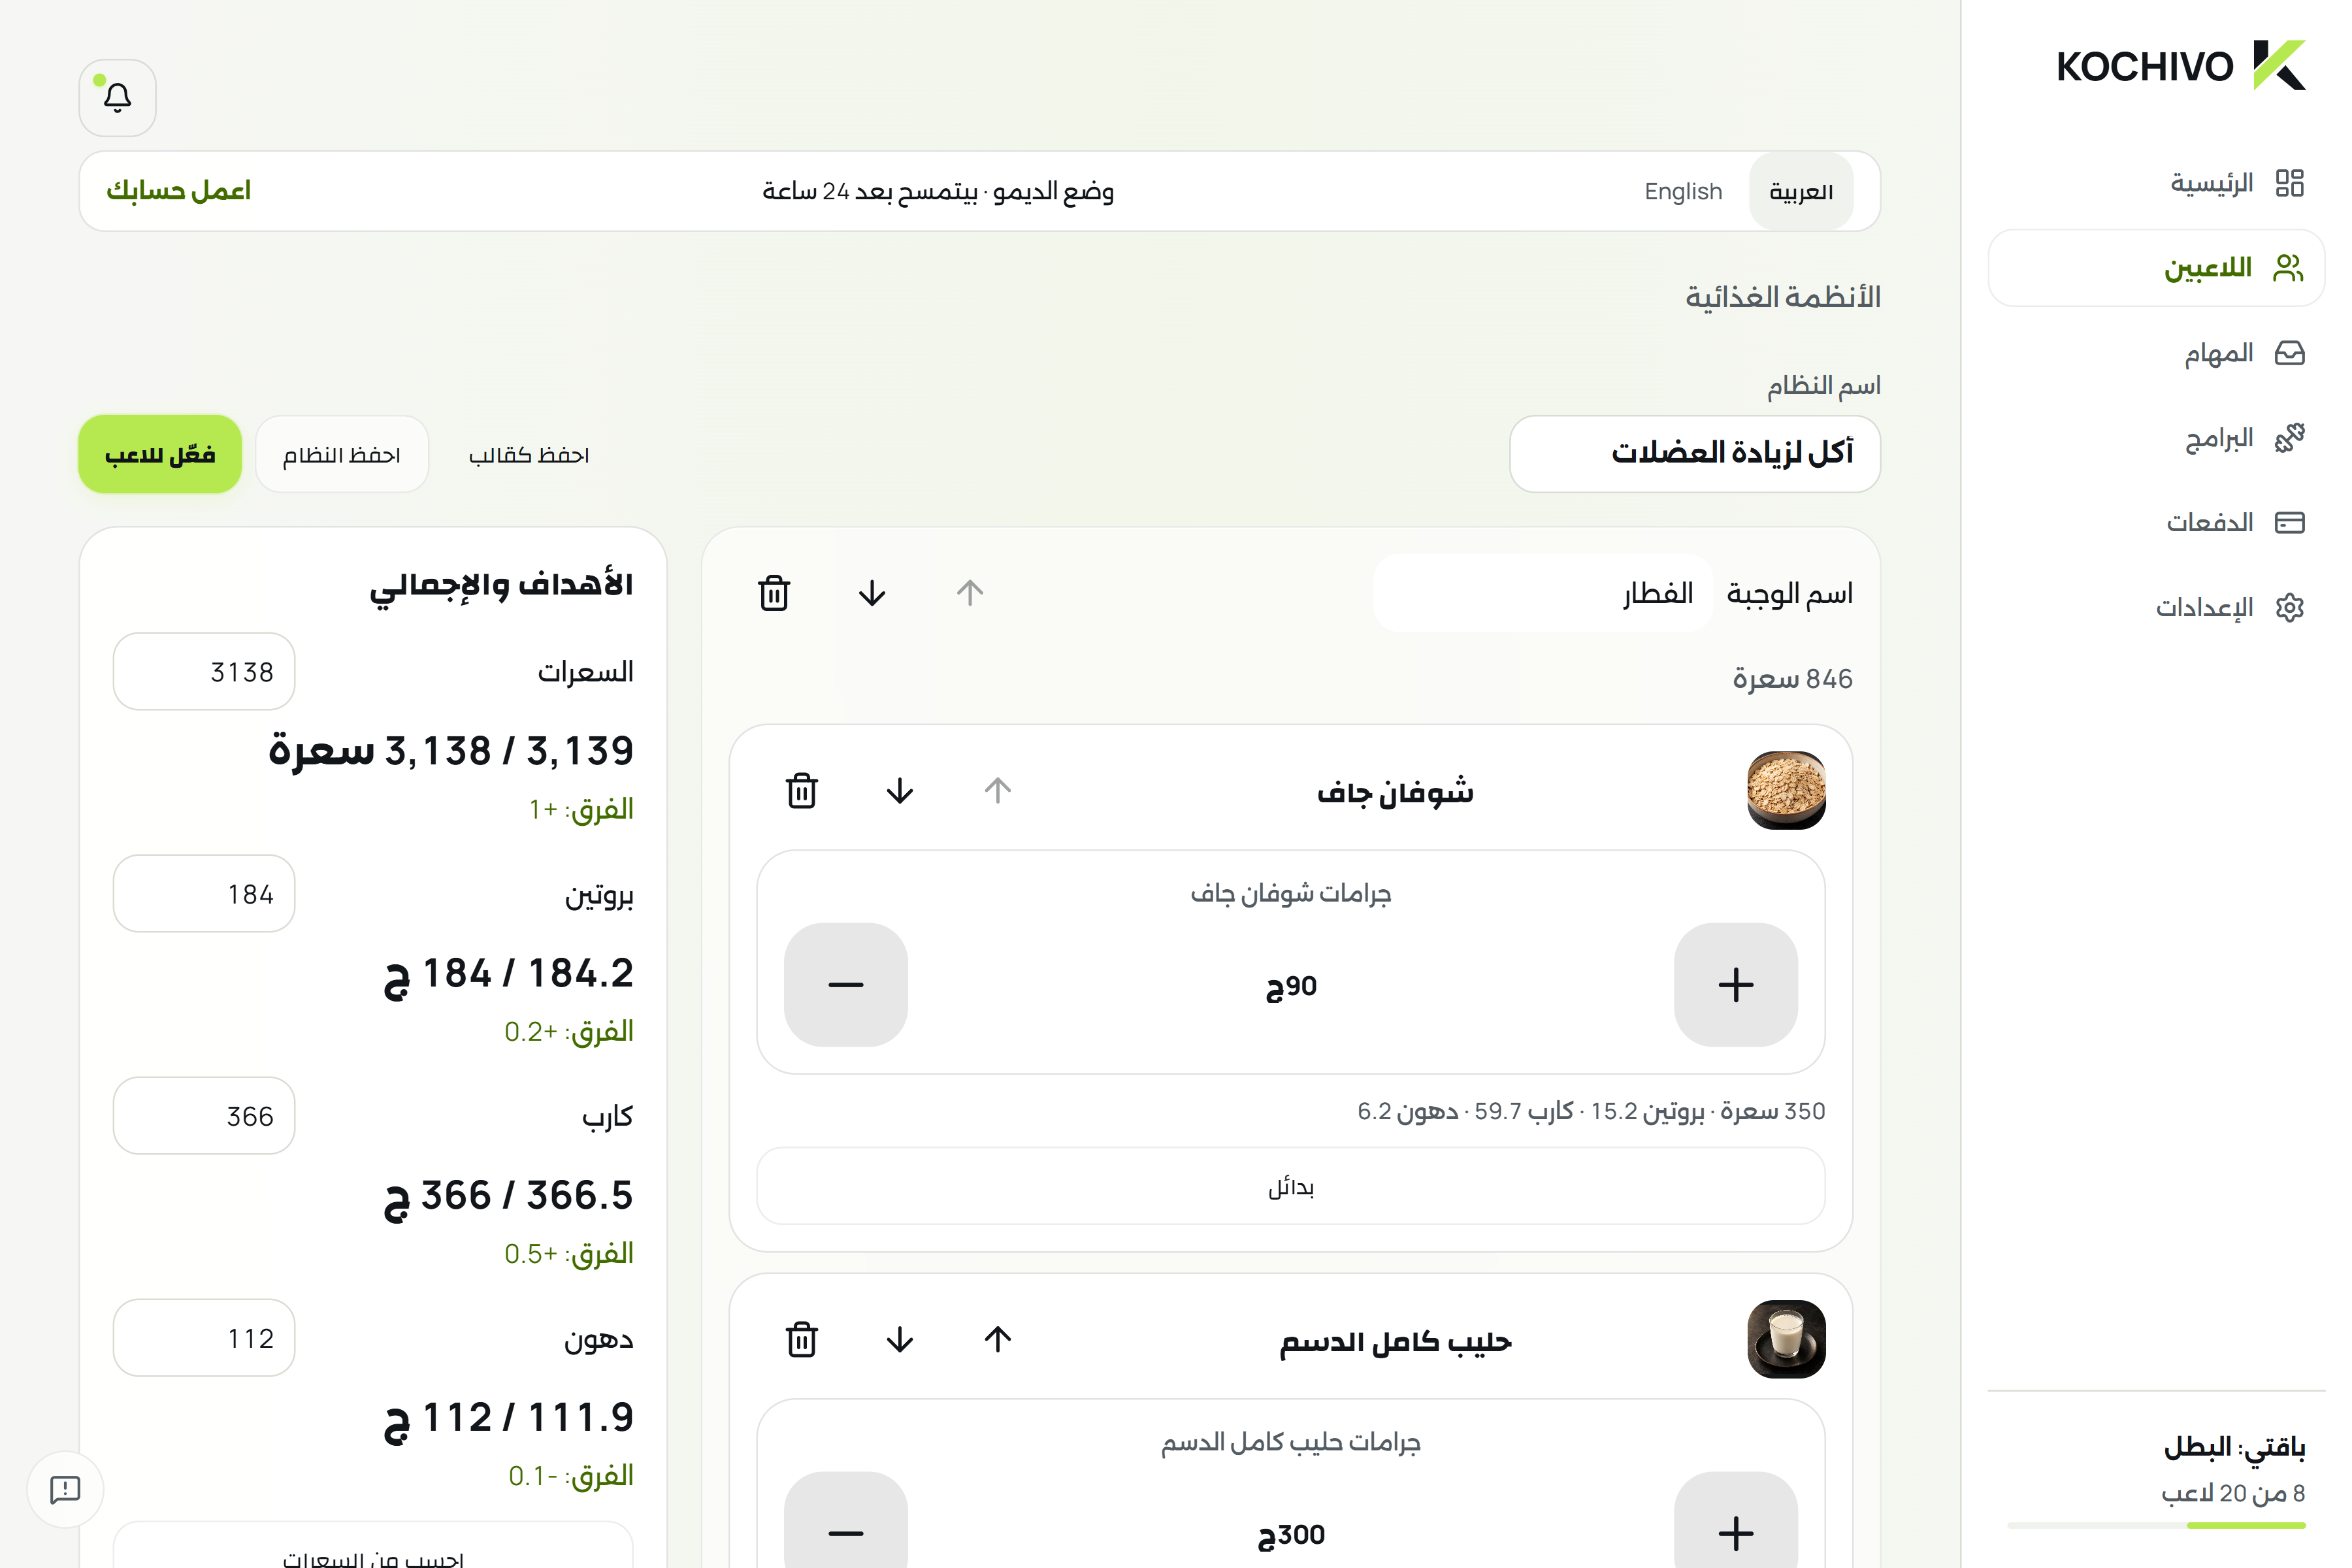 KOCHIVO
الرئيسية
اللاعبين
المهام
البرامج
الدفعات
الإعدادات
باقتي: البطل
8 من 20 لاعب
العربية English وضع الديمو · بيتمسح بعد 24 ساعة اعمل حسابك
الأنظمة الغذائية
اسم النظام
أكل لزيادة العضلات احفظ كقالب احفظ النظام فعّل للاعب
اسم الوجبة الفطار
846 سعرة
شوفان جاف
جرامات شوفان جاف
90ج
350 سعرة · بروتين 15.2 · كارب 59.7 · دهون 6.2
بدائل
حليب كامل الدسم
جرامات حليب كامل الدسم
300ج
الأهداف والإجمالي
السعرات 3138
3,139 / 3,138 سعرة
الفرق: +1
بروتين 184
184.2 / 184 ج
الفرق: +0.2
كارب 366
366.5 / 366 ج
الفرق: +0.5
دهون 112
111.9 / 112 ج
الفرق: -0.1
احسب من السعرات